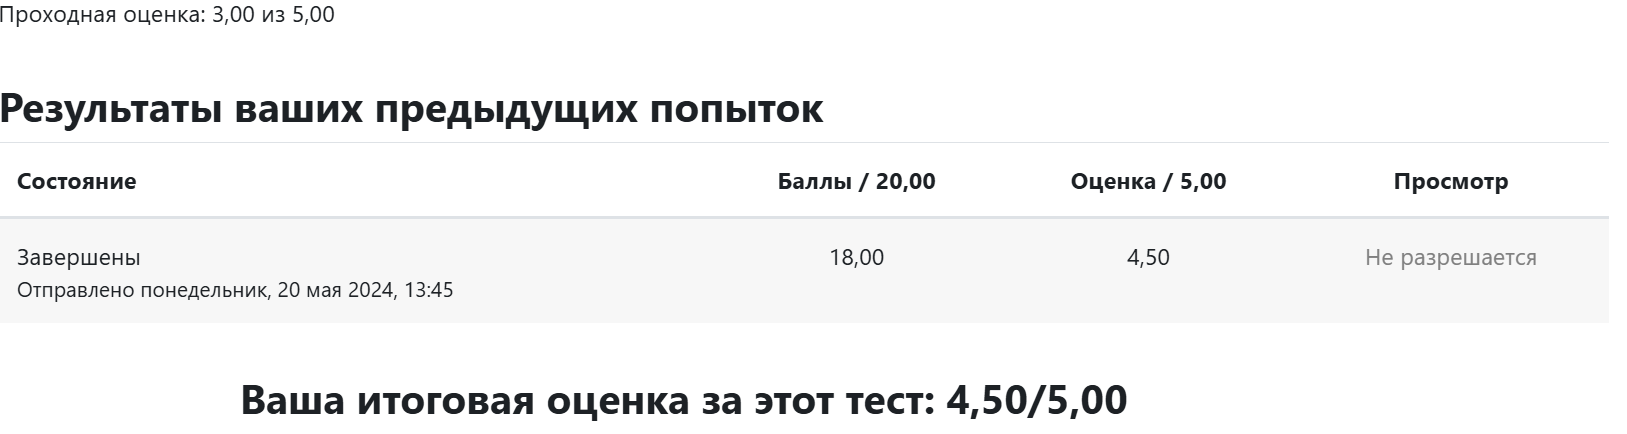 Проходная оценка: 3,00 из 5,00
Результаты ваших предыдущих попыток
Состояние Баллы / 20,00 Оценка / 5,00 Просмотр
Завершены 18,00 4,50 Не разрешается
Отправлено понедельник, 20 мая 2024, 13:45
Ваша итоговая оценка за этот тест: 4,50/5,00